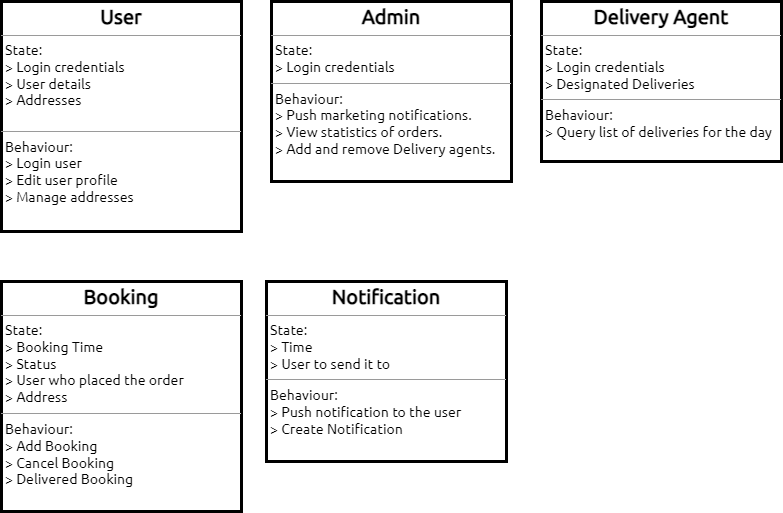 User
State:
> Login credentials
> User details
> Addresses
Behaviour:
> Login user
> Edit user profile
> Manage addresses
Admin
State:
> Login credentials
Behaviour:
> Push marketing notifications.
> View statistics of orders.
> Add and remove Delivery agents.
Delivery Agent
State:
> Login credentials
> Designated Deliveries
Behaviour:
> Query list of deliveries for the day
Booking
State:
> Booking Time
> Status
> User who placed the order
> Address
Behaviour:
> Add Booking
> Cancel Booking
> Delivered Booking
Notification
State:
> Time
> User to send it to
Behaviour:
> Push notification to the user
> Create Notification